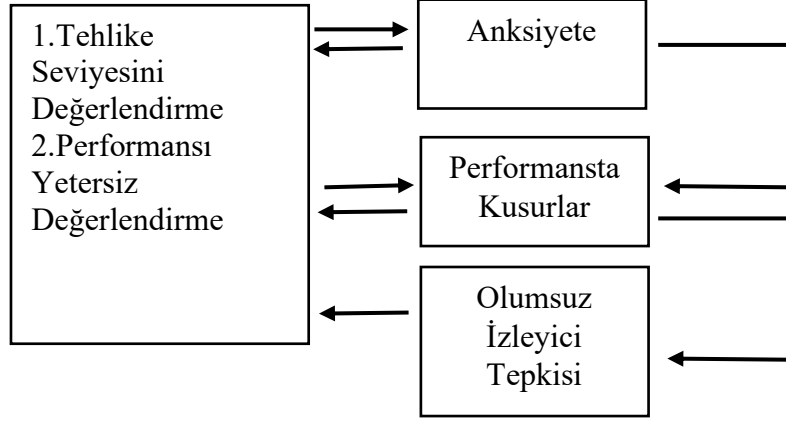 1.Tehlike
Seviyesini
Değerlendirme
2.Performansı
Yetersiz
Değerlendirme
Anksiyete
Performansta
Kusurlar
Olumsuz
İzleyici
Tepkisi